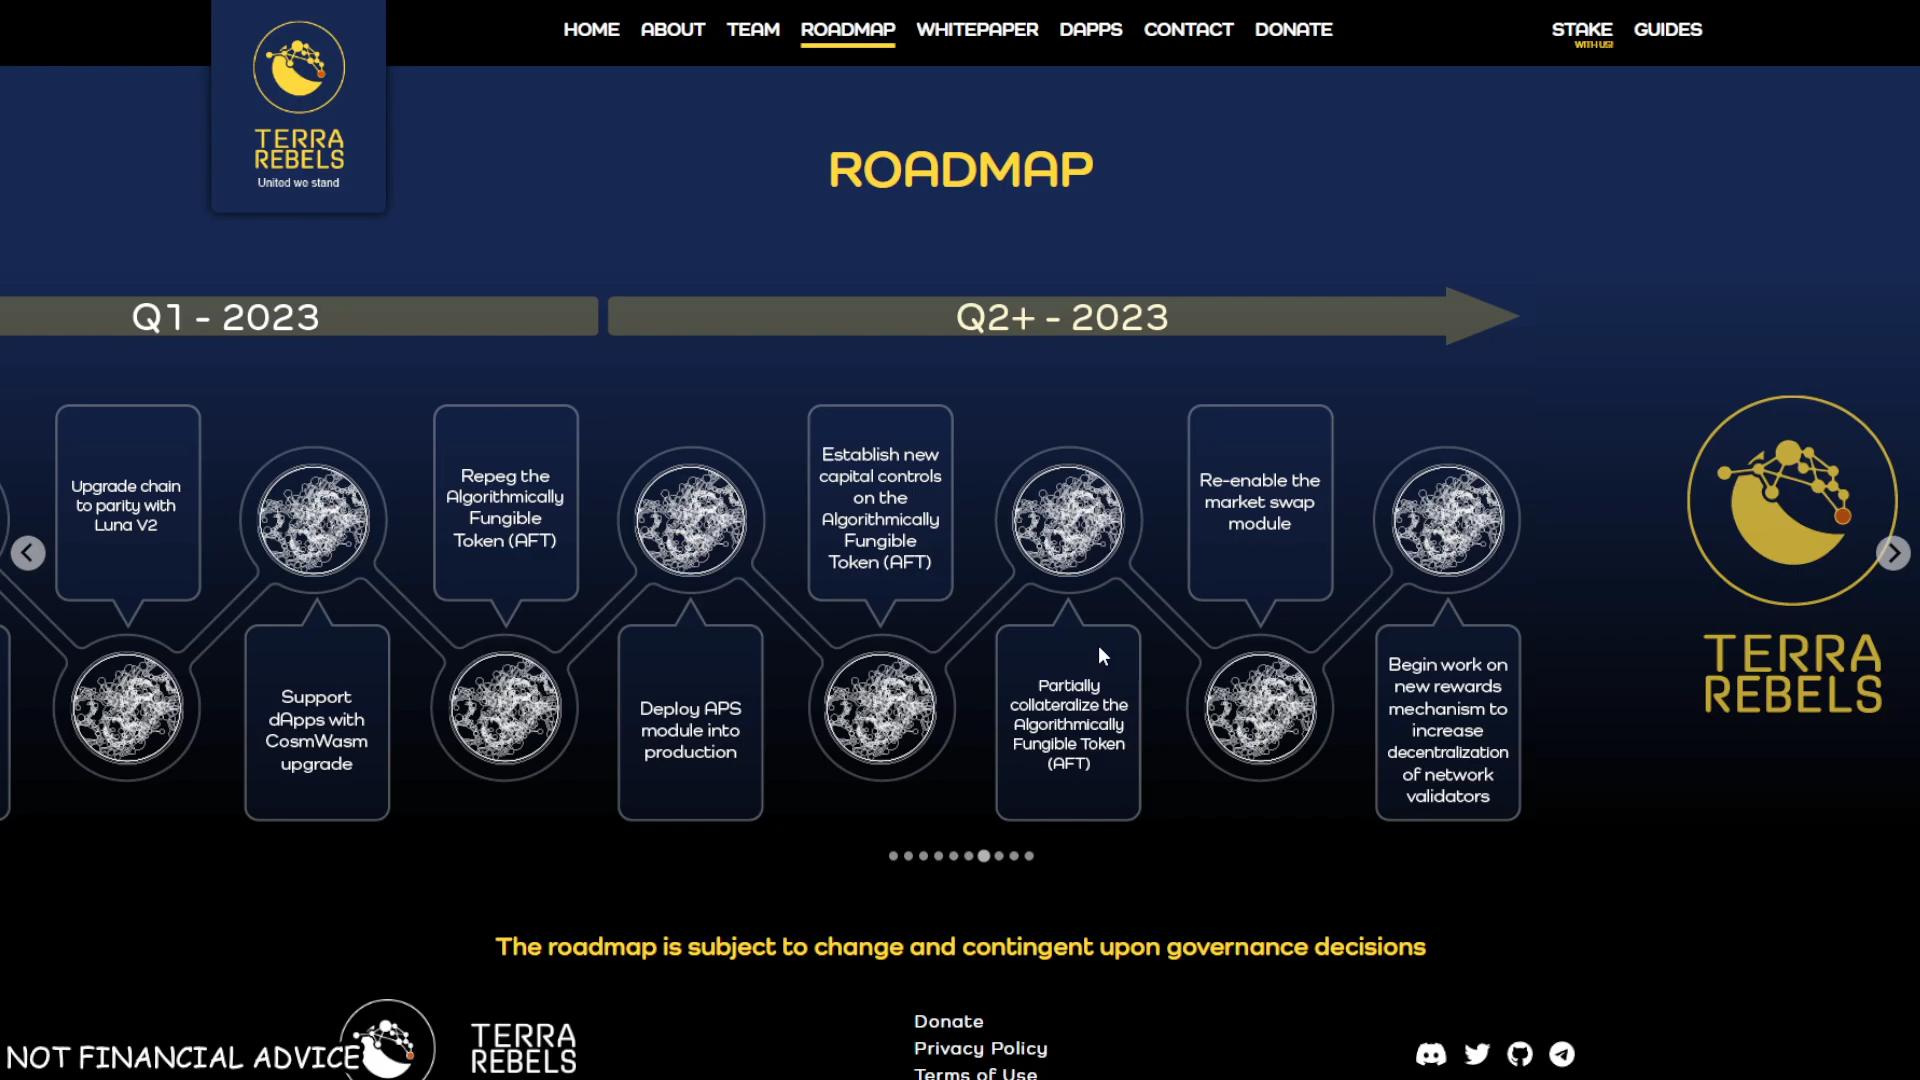 HOME ABOUT TEAM ROADMAP WHITEPAPER DAPPS CONTACT DONATE STAKE GUIDES
WITH US!
TERRA
REBELS
United we stand
ROADMAP
Q1 - 2023
Q2+ - 2023
Upgrade chain
to parity with
Luna V2
Support
dApps with
CosmWasm
upgrade
Repeg the
Algorithmically
Fungible
Token (AFT)
Deploy APS
module into
production
Establish new
capital controls
on the
Algorithmically
Fungible
Token (AFT)
Partially
collateralize the
Algorithmically
Fungible Token
(AFT)
Re-enable the
market swap
module
Begin work on
new rewards
mechanism to
increase
decentralization
of network
validators
TERRA
REBELS
The roadmap is subject to change and contingent upon governance decisions
NOT FINANCIAL ADVICE
TERRA
REBELS
Donate
Privacy Policy
Terms of Use